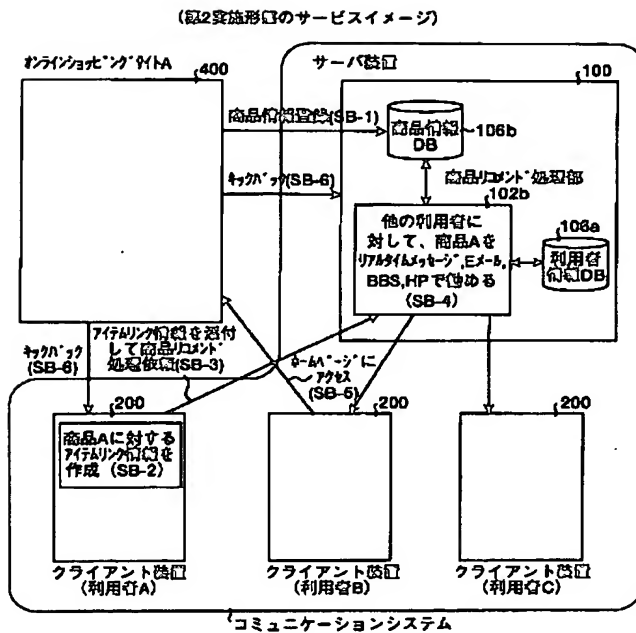 (第2実施形態のサービスイメージ)
オンラインショッピングサイトA
400
サーバ装置
100
商品情報登録(SB-1)
商品情報
DB
106b
キックバック(SB-6)
商品リコメンド処理部
102b
他の利用者に
対して、商品Aを
リアルタイムメッセージ,Eメール,
BBS,HPで勧める
(SB-4)
106a
利用者
情報DB
キックバック
(SB-6)
アイテムリンク情報を添付
して商品リコメンド
処理依頼(SB-3)
ホームページに
アクセス
(SB-5)
200
200
200
商品Aに対する
アイテムリンク情報を
作成 (SB-2)
クライアント装置
(利用者A)
クライアント装置
(利用者B)
クライアント装置
(利用者C)
コミュニケーションシステム